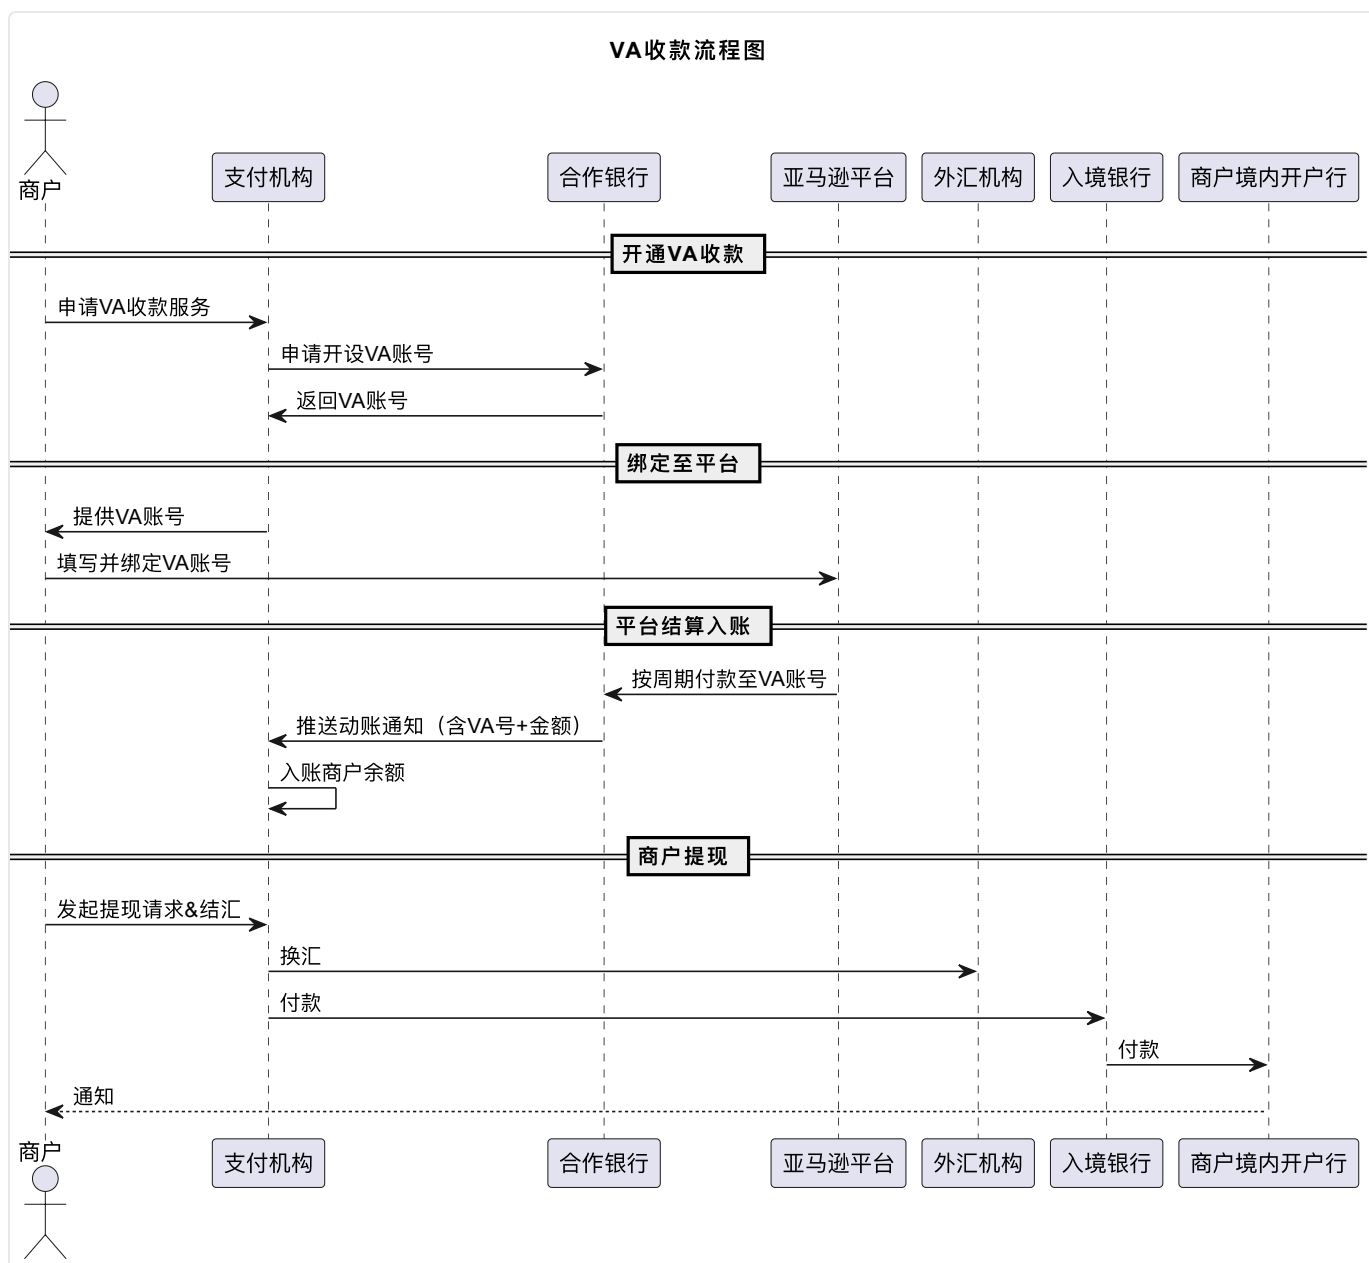 VA收款流程图
商户
支付机构
合作银行
亚马逊平台
外汇机构
入境银行
商户境内开户行
开通VA收款
申请VA收款服务
申请开设VA账号
返回VA账号
绑定至平台
提供VA账号
填写并绑定VA账号
平台结算入账
按周期付款至VA账号
推送动账通知（含VA号+金额）
入账商户余额
商户提现
发起提现请求&结汇
换汇
付款
付款
通知
商户
支付机构
合作银行
亚马逊平台
外汇机构
入境银行
商户境内开户行